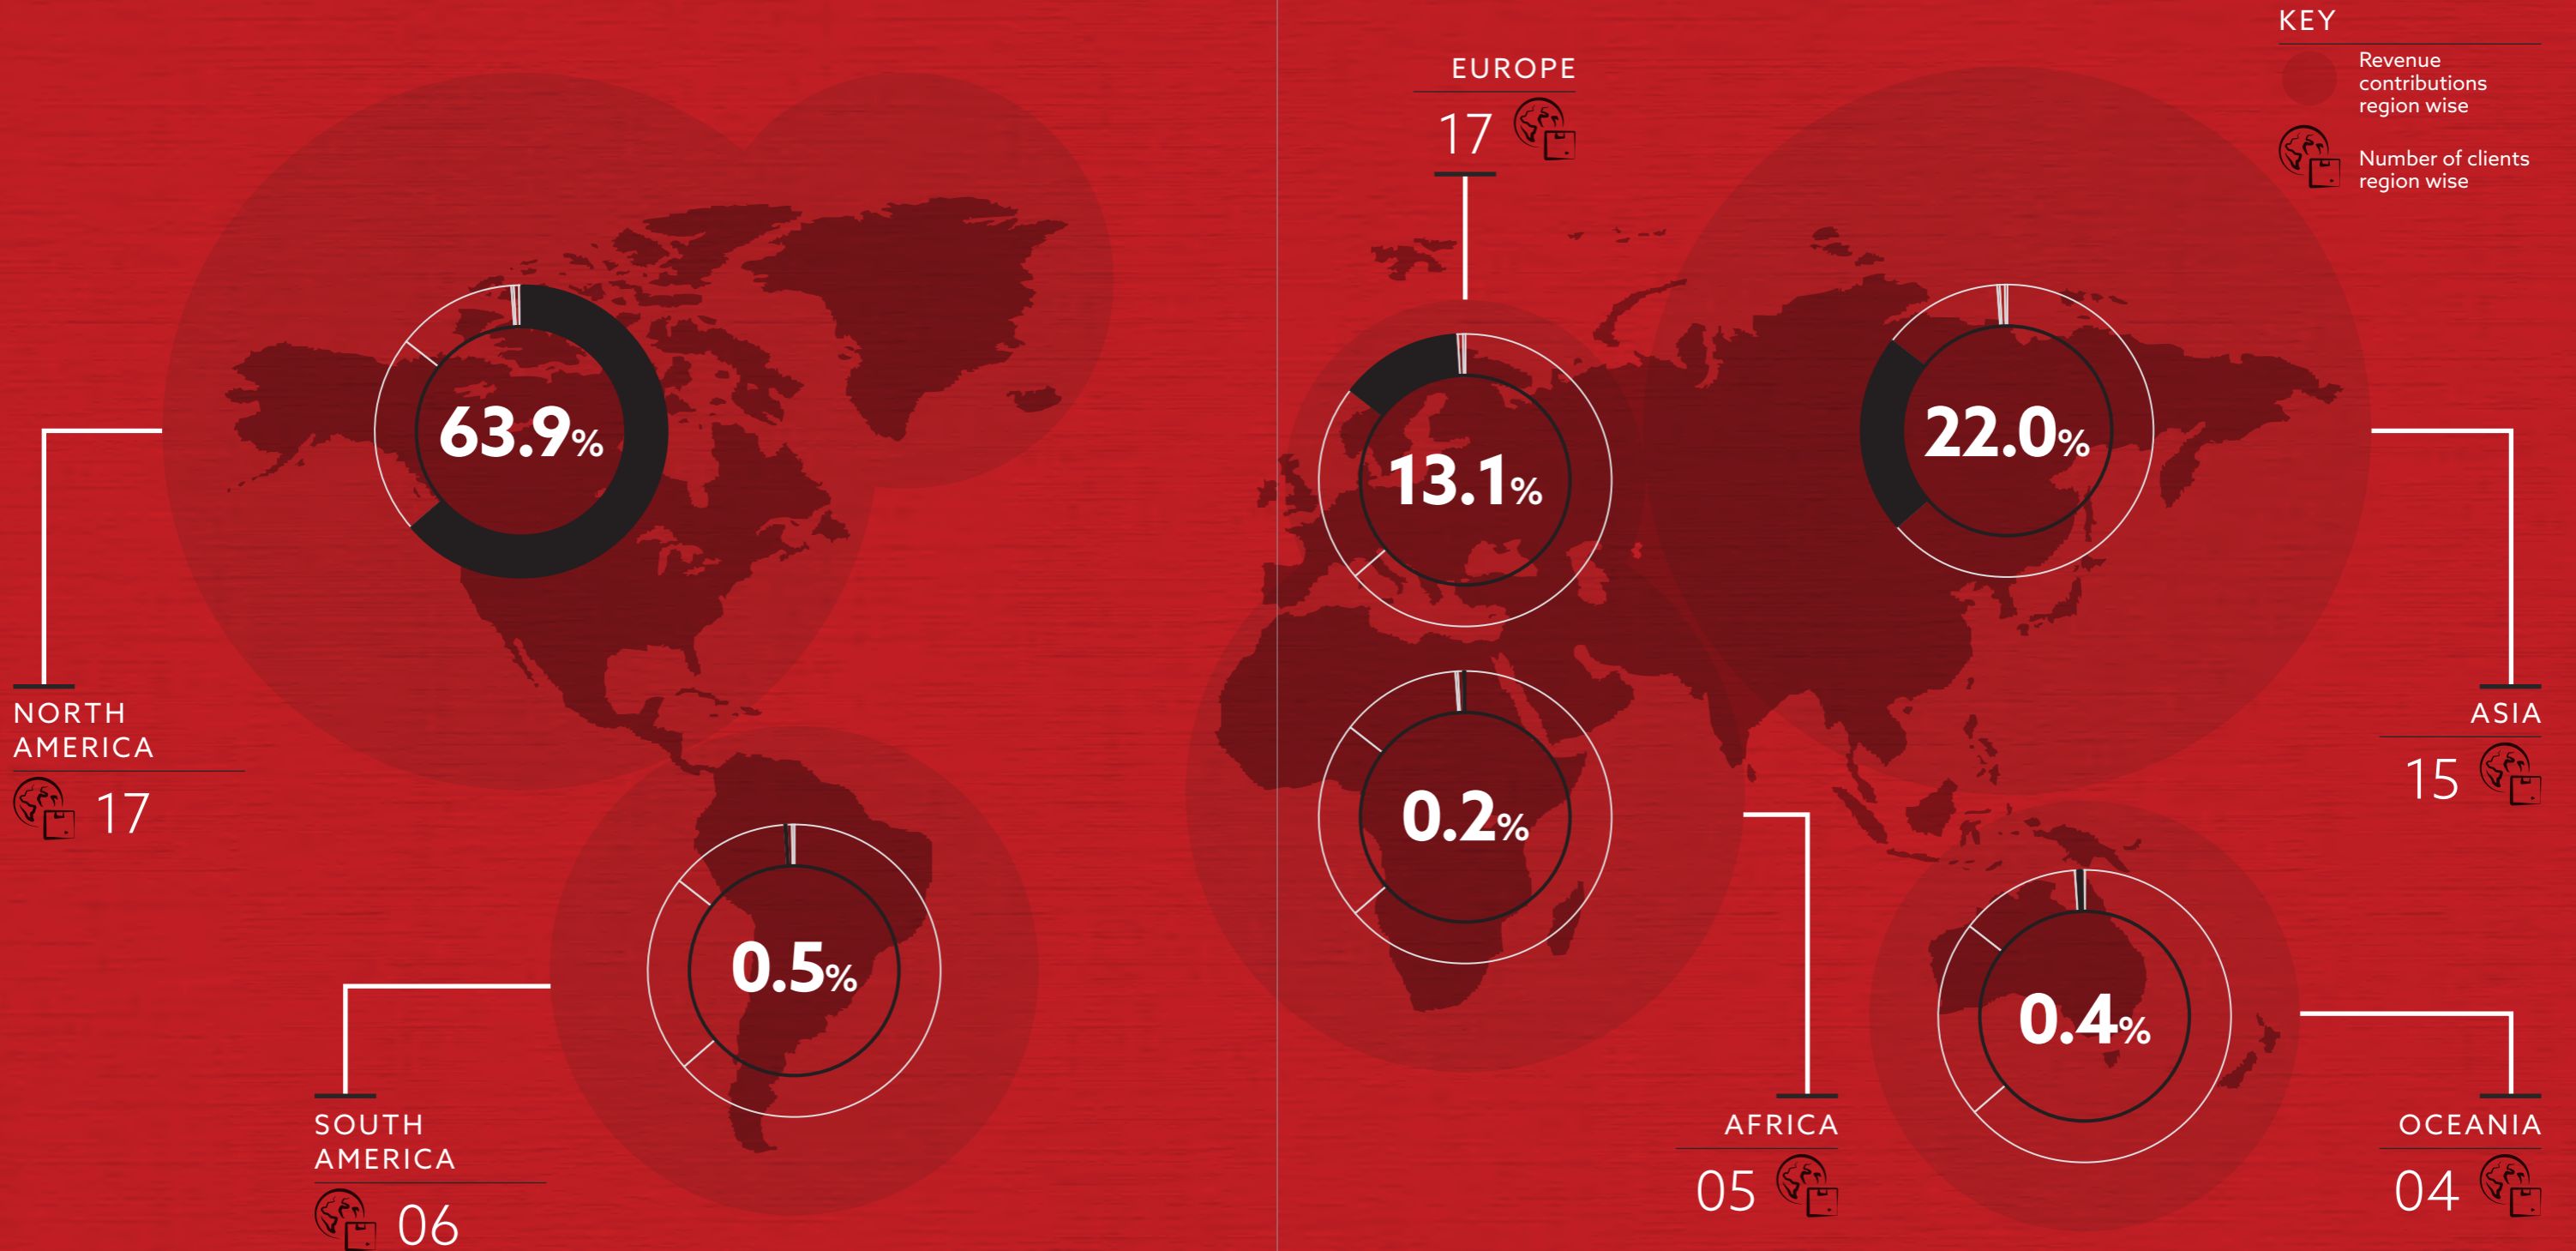 KEY
Revenue
contributions
region wise
Number of clients
region wise
EUROPE
17
63.9%
13.1%
22.0%
NORTH
AMERICA
17
ASIA
15
0.2%
0.5%
0.4%
SOUTH
AMERICA
06
AFRICA
05
OCEANIA
04